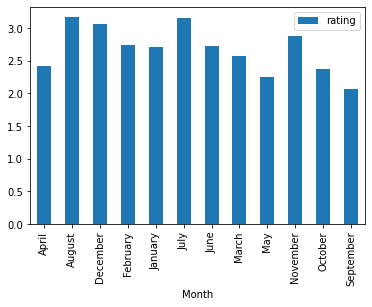 rating
3.0
2.5
2.0
1.5
1.0
0.5
0.0
April
August
December
February
January
July
June
March
May
November
October
September
Month